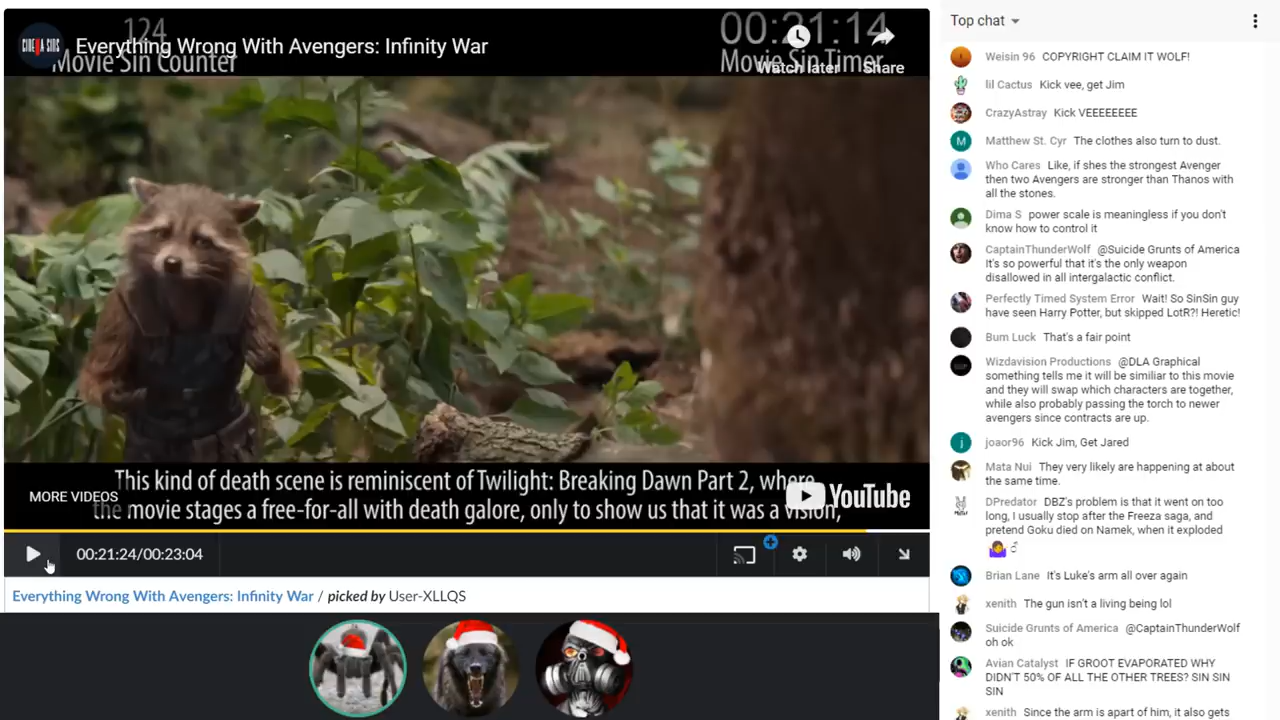 124
Movie Sin Counter
00:21:14
Movie Sin Timer
CINEMA SINS
Everything Wrong With Avengers: Infinity War
Watch later
Share
This kind of death scene is reminiscent of Twilight: Breaking Dawn Part 2, where
the movie stages a free-for-all with death galore, only to show us that it was a vision,
MORE VIDEOS
YouTube
00:21:24/00:23:04
Everything Wrong With Avengers: Infinity War / picked by User-XLLQS
Top chat
Weisin 96 COPYRIGHT CLAIM IT WOLF!
lil Cactus Kick vee, get Jim
CrazyAstray Kick VEEEEEEEE
M
Matthew St. Cyr The clothes also turn to dust.
Who Cares Like, if shes the strongest Avenger
then two Avengers are stronger than Thanos with
all the stones.
Dima S power scale is meaningless if you don't
know how to control it
CaptainThunderWolf @Suicide Grunts of America
It's so powerful that it's the only weapon
disallowed in all intergalactic conflict.
Perfectly Timed System Error Wait! So SinSin guy
have seen Harry Potter, but skipped LotR?! Heretic!
Bum Luck That's a fair point
Wizdavision Productions @DLA Graphical
something tells me it will be similiar to this movie
and they will swap which characters are together,
while also probably passing the torch to newer
avengers since contracts are up.
j
joaor96 Kick Jim, Get Jared
Mata Nui They very likely are happening at about
the same time.
DPredator DBZ's problem is that it went on too
long, I usually stop after the Freeza saga, and
pretend Goku died on Namek, when it exploded
Brian Lane It's Luke's arm all over again
xenith The gun isn't a living being lol
Suicide Grunts of America @CaptainThunderWolf
oh ok
Avian Catalyst IF GROOT EVAPORATED WHY
DIDN'T 50% OF ALL THE OTHER TREES? SIN SIN
SIN
xenith Since the arm is apart of him, it also gets